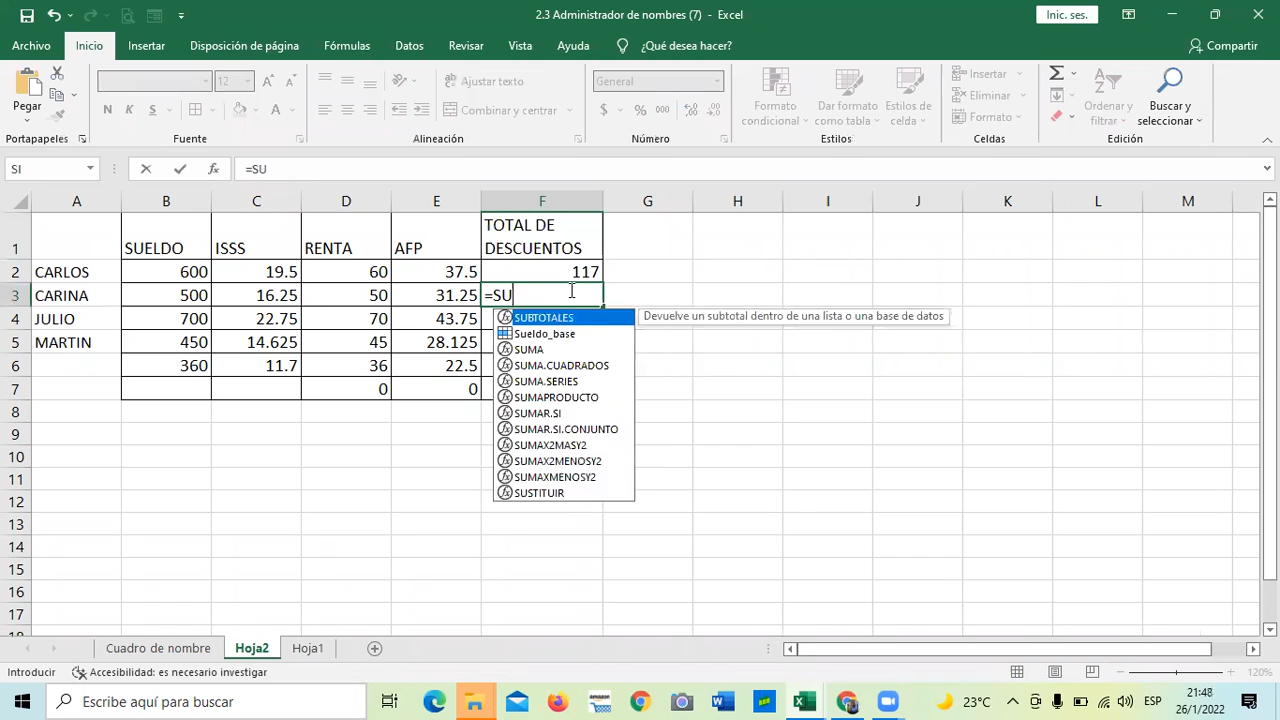 2.3 Administrador de nombres (7) - Excel
Inic. ses.
Archivo Inicio Insertar Disposición de página Fórmulas Datos Revisar Vista Ayuda ¿Qué desea hacer? Compartir
Pegar
12
N K S
Ajustar texto
Combinar y centrar
General
$ % 000
Formato condicional
Dar formato como tabla
Estilos de celda
Insertar
Eliminar
Formato
Ordenar y filtrar
Buscar y seleccionar
Portapapeles Fuente Alineación Número Estilos Celdas Edición
SI fx =SU
A B C D E F G H I J K L M
1 SUELDO ISSS RENTA AFP TOTAL DE DESCUENTOS
2 CARLOS 600 19.5 60 37.5 117
3 CARINA 500 16.25 50 31.25 =SU
4 JULIO 700 22.75 70 43.75
5 MARTIN 450 14.625 45 28.125
6 360 11.7 36 22.5
7 0 0
8
9
10
11
12
13
14
15
16
17
18
SUBTOTALES Devuelve un subtotal dentro de una lista o una base de datos
Sueldo_base
SUMA
SUMA.CUADRADOS
SUMA.SERIES
SUMAPRODUCTO
SUMAR.SI
SUMAR.SI.CONJUNTO
SUMAX2MASY2
SUMAX2MENOSY2
SUMAXMENOSY2
SUSTITUIR
Cuadro de nombre Hoja2 Hoja1
Introducir Accesibilidad: es necesario investigar 120%
Escribe aquí para buscar
amazon
23°C
ESP
21:48
26/1/2022